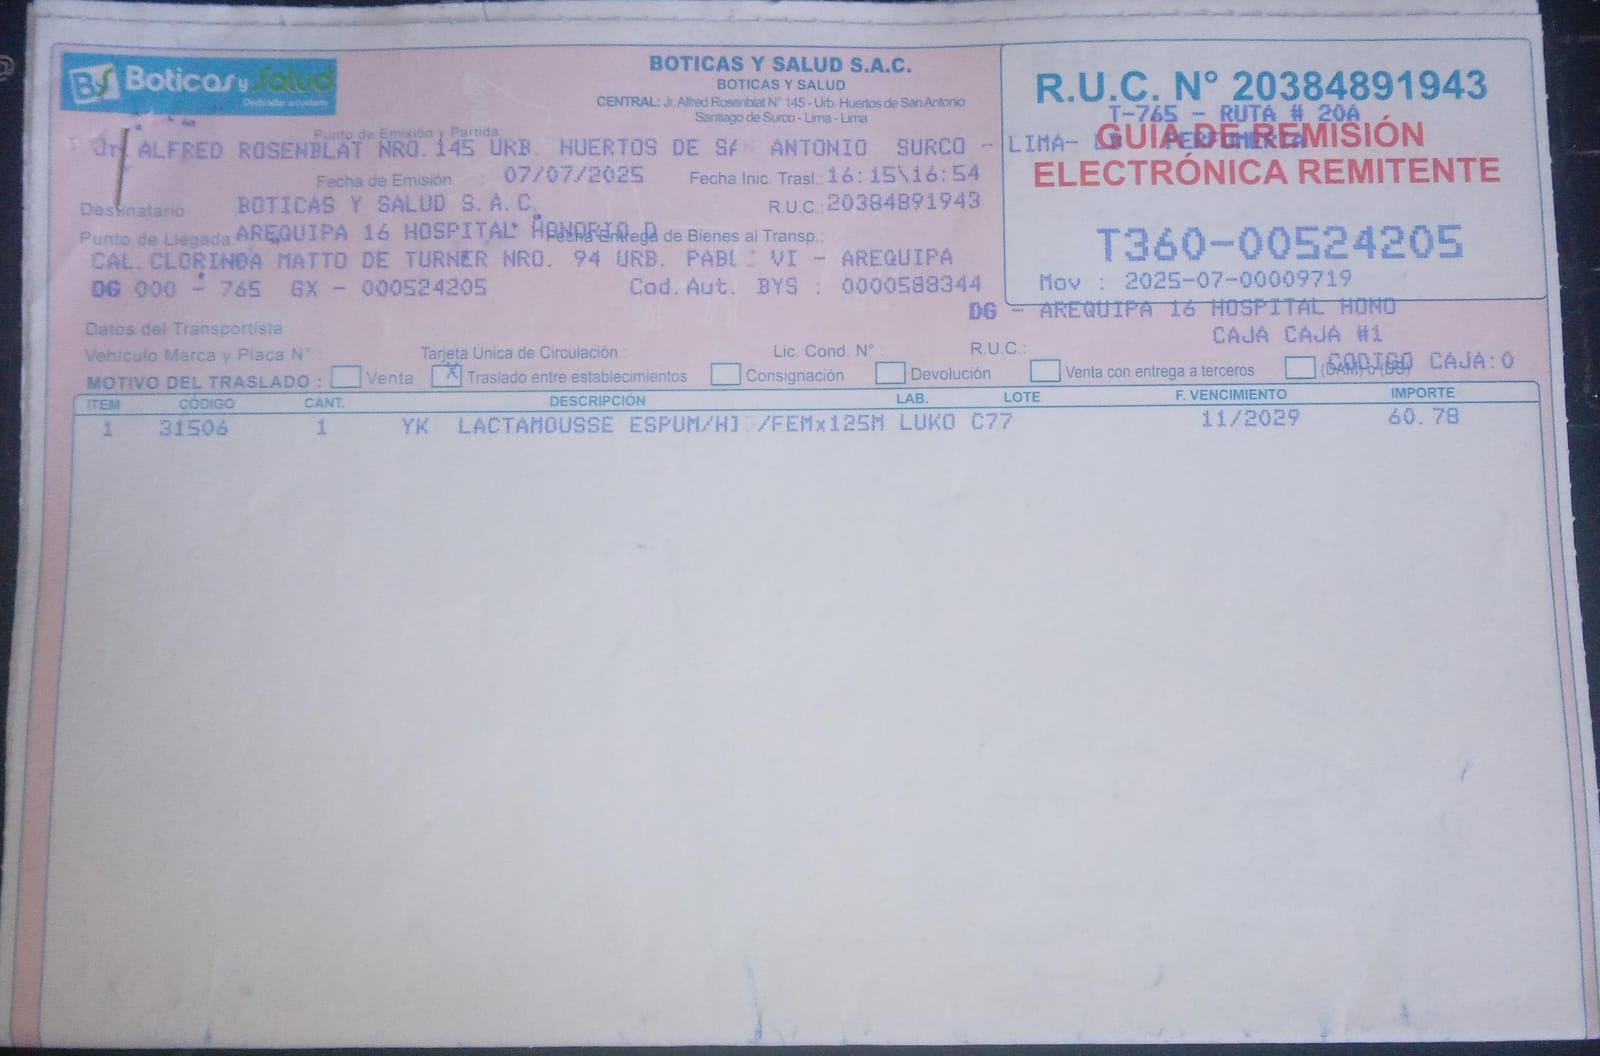 BS Boticas y Salud
Dedicados a cuidarte
BOTICAS Y SALUD S.A.C.
BOTICAS Y SALUD
CENTRAL: Jr. Alfred Rosenblat N° 145 - Urb. Huertos de San Antonio
Santiago de Surco - Lima - Lima
R.U.C. N° 20384891943
T-765 - RUTA # 20A
GUIA DE REMISIÓN
PERFUMERIA
ELECTRÓNICA REMITENTE
T360-00524205
Mov : 2025-07-00009719
Punto de Emisión y Partida:
Jr. ALFRED ROSENBLAT NRO.145 URB. HUERTOS DE SA ANTONIO SURCO - LIMA-
Fecha de Emisión 07/07/2025 Fecha Inic. Trasl.: 16:15\16:54
Destinatario BOTICAS Y SALUD S.A.C. R.U.C.: 20384891943
Punto de Llegada: AREQUIPA 16 HOSPITAL HONORIO D Fecha Entrega de Bienes al Transp.:
CAL.CLORINDA MATTO DE TURNER NRO. 94 URB. PABL VI - AREQUIPA
DG 000 - 765 GX - 000524205 Cod.Aut. BYS : 0000588344
DG - AREQUIPA 16 HOSPITAL HONO
CAJA CAJA #1
Datos del Transportista
Vehículo Marca y Placa N° : Tarjeta Única de Circulación : Lic. Cond. N° : R.U.C.:
CODIGO CAJA:0
MOTIVO DEL TRASLADO : Venta X Traslado entre establecimientos Consignación Devolución Venta con entrega a terceros
ITEM CÓDIGO CANT. DESCRIPCIÓN LAB. LOTE F. VENCIMIENTO IMPORTE
1 31506 1 YK LACTAMOUSSE ESPUM/HI /FEMx125M LUKO C77 11/2029 60.78